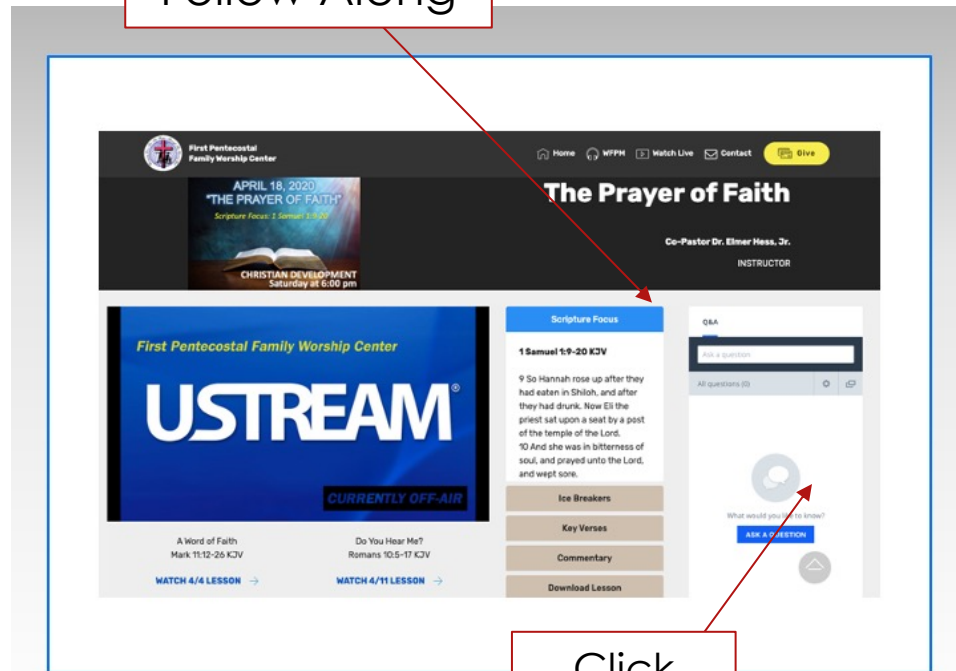 Follow Along
First Pentecostal
Family Worship Center
Home
WFPM
Watch Live
Contact
Give
APRIL 18, 2020
"THE PRAYER OF FAITH"
Scripture Focus: 1 Samuel 1:9-20
CHRISTIAN DEVELOPMENT
Saturday at 6:00 pm
The Prayer of Faith
Co-Pastor Dr. Elmer Hess, Jr.
INSTRUCTOR
First Pentecostal Family Worship Center
USTREAM®
CURRENTLY OFF-AIR
A Word of Faith
Mark 11:12-26 KJV
WATCH 4/4 LESSON →
Do You Hear Me?
Romans 10:5-17 KJV
WATCH 4/11 LESSON →
Scripture Focus
1 Samuel 1:9-20 KJV
9 So Hannah rose up after they
had eaten in Shiloh, and after
they had drunk. Now Eli the
priest sat upon a seat by a post
of the temple of the Lord.
10 And she was in bitterness of
soul, and prayed unto the Lord,
and wept sore.
Ice Breakers
Key Verses
Commentary
Download Lesson
Q&A
Ask a question
All questions (0)
What would you like to know?
ASK A QUESTION
Click